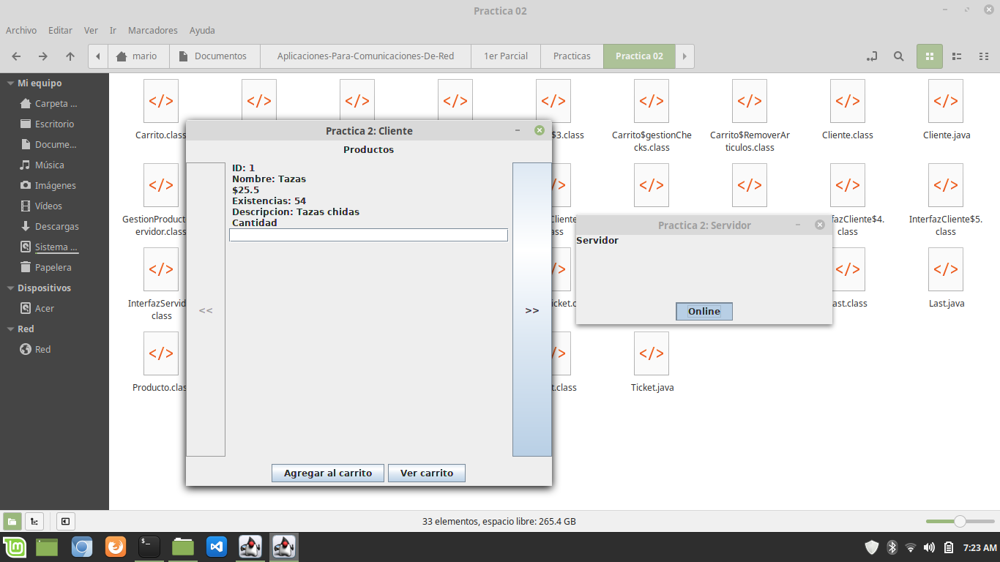 Practica 02
Archivo Editar Ver Ir Marcadores Ayuda
mario Documentos Aplicaciones-Para-Comunicaciones-De-Red 1er Parcial Practicas Practica 02
Mi equipo
Carpeta ...
Escritorio
Docume...
Música
Imágenes
Vídeos
Descargas
Sistema ...
Papelera
Dispositivos
Acer
Red
Red
Carrito.class
$3.class
Carrito$gestionChe
cks.class
Carrito$RemoverAr
ticulos.class
Cliente.class
Cliente.java
GestionProduct
ervidor.class
Cliente
ass
fazCliente$4.
class
InterfazCliente$5.
class
InterfazServid
class
icket.c
ast.class
Last.java
Producto.clas
t.class
Ticket.java
Practica 2: Cliente
Productos
ID: 1
Nombre: Tazas
$25.5
Existencias: 54
Descripcion: Tazas chidas
Cantidad
<<
>>
Agregar al carrito
Ver carrito
Practica 2: Servidor
Servidor
Online
33 elementos, espacio libre: 265.4 GB
7:23 AM